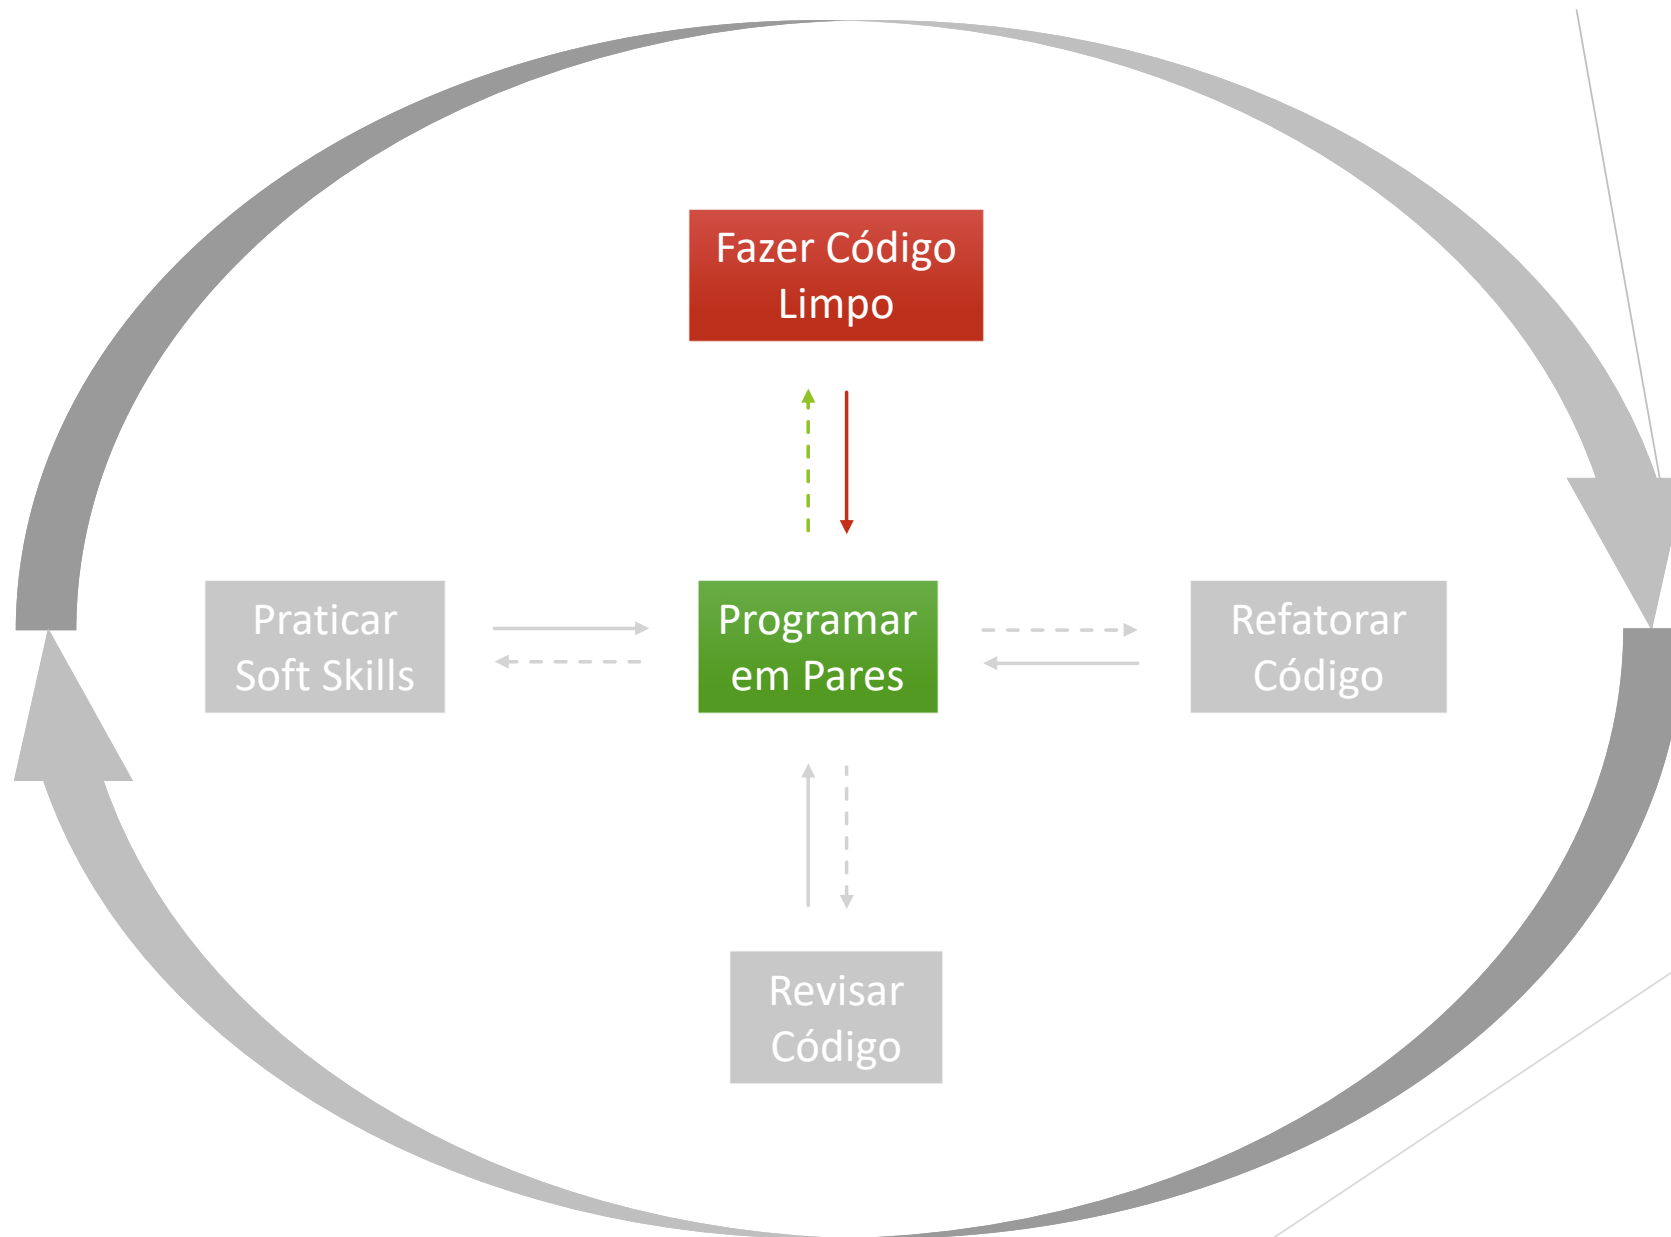 Fazer Código
Limpo
Praticar
Soft Skills
Programar
em Pares
Refatorar
Código
Revisar
Código